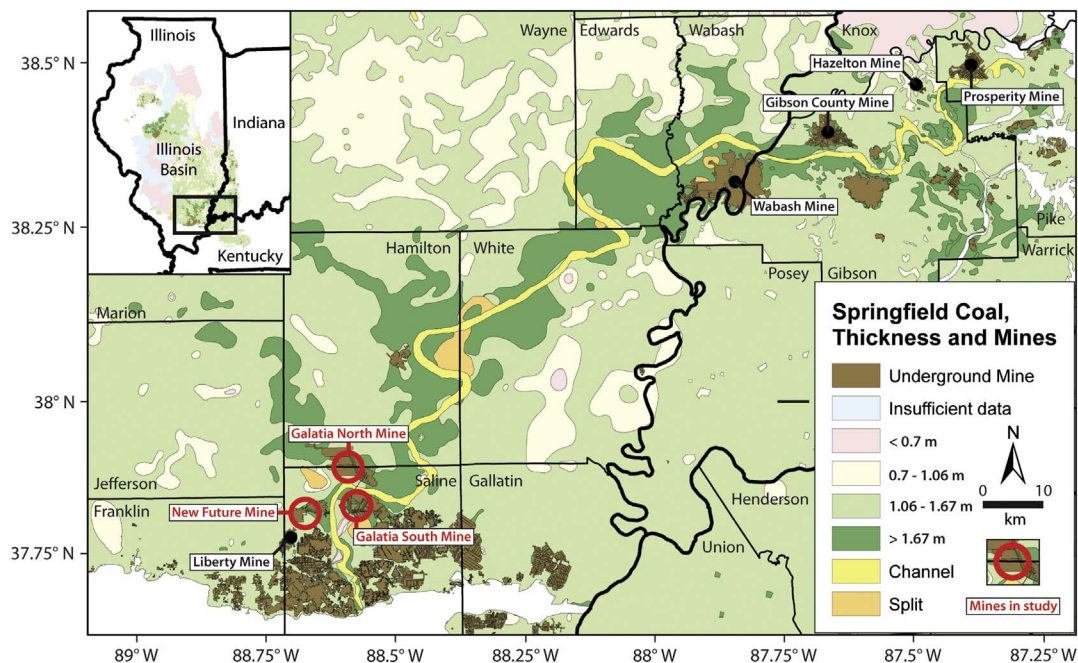 Illinois
Indiana
Illinois
Basin
Kentucky
Wayne
Edwards
Wabash
Knox
Hazelton Mine
Gibson County Mine
Prosperity Mine
Wabash Mine
Pike
Warrick
Hamilton
White
Posey
Gibson
Marion
Galatia North Mine
Jefferson
Saline
Gallatin
Franklin
New Future Mine
Galatia South Mine
Liberty Mine
Henderson
Union
38.5° N
38.25° N
38° N
37.75° N
89° W
88.75° W
88.5° W
88.25° W
88° W
87.75° W
87.5° W
87.25° W
Springfield Coal,
Thickness and Mines
Underground Mine
Insufficient data
< 0.7 m
0.7 - 1.06 m
1.06 - 1.67 m
> 1.67 m
Channel
Split
N
0 10
km
Mines in study